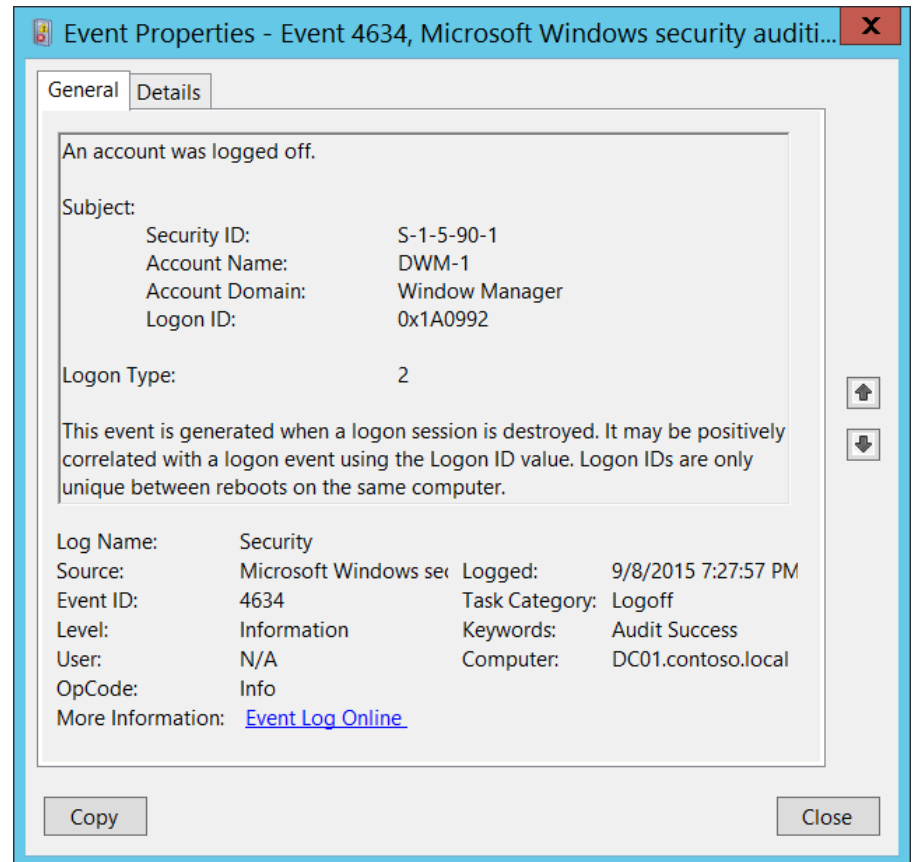 Event Properties - Event 4634, Microsoft Windows security auditi...
X
General Details
An account was logged off.
Subject:
Security ID: S-1-5-90-1
Account Name: DWM-1
Account Domain: Window Manager
Logon ID: 0x1A0992
Logon Type: 2
This event is generated when a logon session is destroyed. It may be positively
correlated with a logon event using the Logon ID value. Logon IDs are only
unique between reboots on the same computer.
Log Name: Security
Source: Microsoft Windows sec Logged: 9/8/2015 7:27:57 PM
Event ID: 4634 Task Category: Logoff
Level: Information Keywords: Audit Success
User: N/A Computer: DC01.contoso.local
OpCode: Info
More Information: Event Log Online
Copy Close